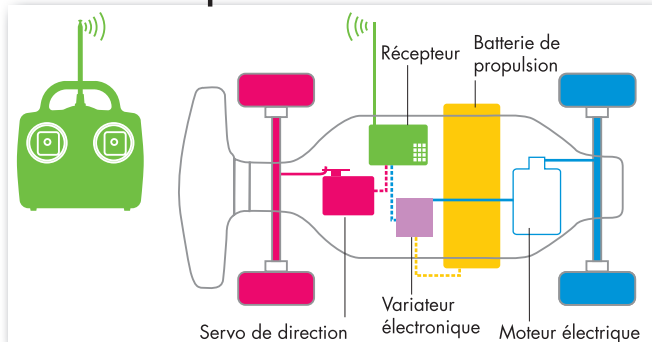 Récepteur
Batterie de
propulsion
Servo de direction
Variateur
électronique
Moteur électrique